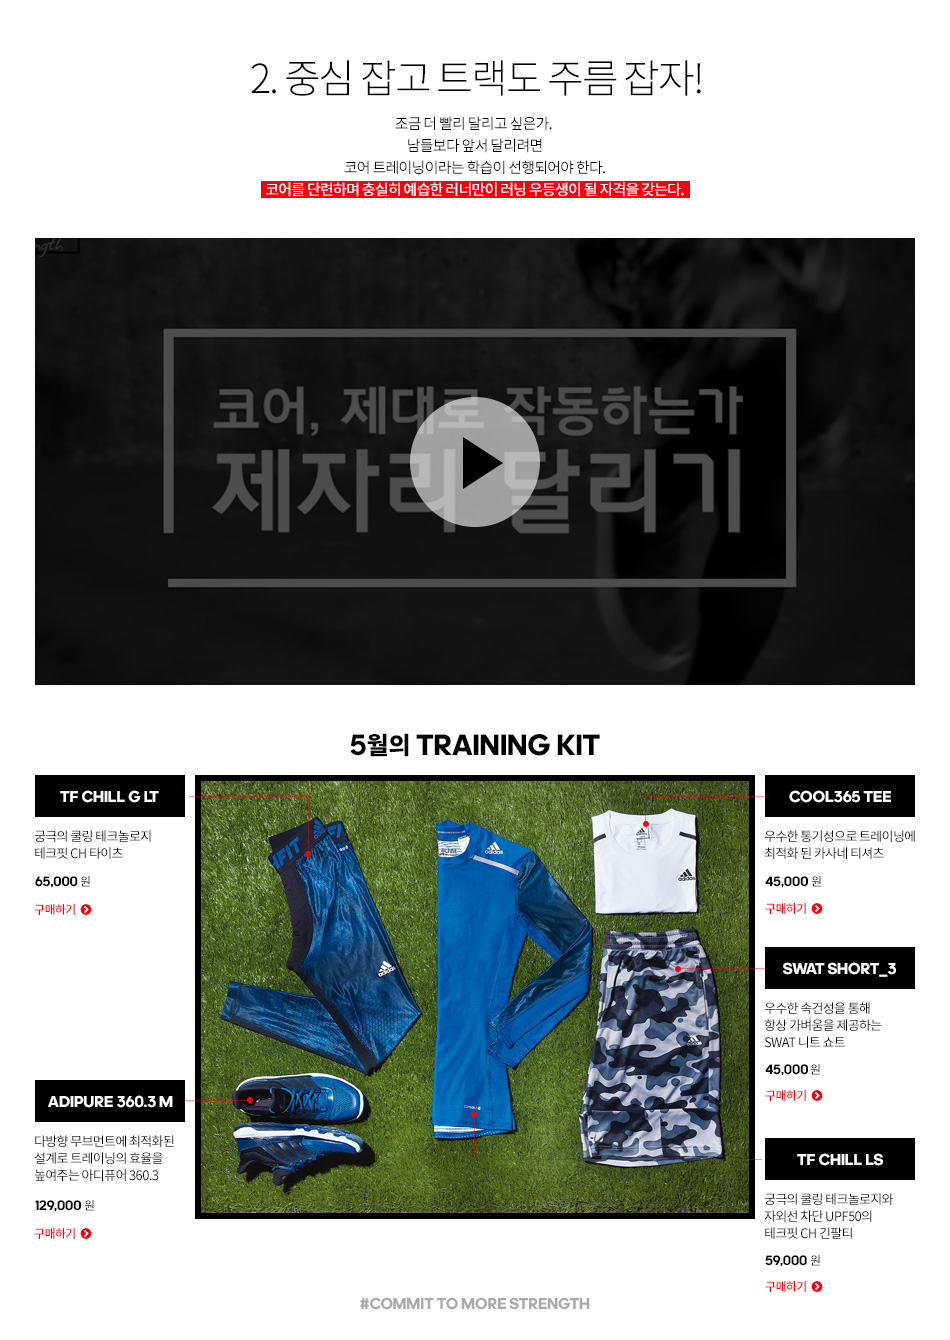 2. 중심 잡고 트랙도 주름 잡자!
조금 더 빨리 달리고 싶은가.
남들보다 앞서 달리려면
코어 트레이닝이라는 학습이 선행되어야 한다.
코어를 단련하며 충실히 예습한 러너만이 러닝 우등생이 될 자격을 갖는다.
코어, 제대로 작동하는가
제자리 달리기
5월의 TRAINING KIT
TF CHILL G LT
궁극의 쿨링 테크놀로지
테크핏 CH 타이츠
65,000 원
구매하기
COOL365 TEE
우수한 통기성으로 트레이닝에
최적화 된 카사네 티셔츠
45,000 원
구매하기
SWAT SHORT_3
우수한 속건성을 통해
항상 가벼움을 제공하는
SWAT 니트 쇼트
45,000 원
구매하기
ADIPURE 360.3 M
다방향 무브먼트에 최적화된
설계로 트레이닝의 효율을
높여주는 아디퓨어 360.3
129,000 원
구매하기
TF CHILL LS
궁극의 쿨링 테크놀로지와
자외선 차단 UPF50의
테크핏 CH 긴팔티
59,000 원
구매하기
adidas
adidas
adidas
adidas
#COMMIT TO MORE STRENGTH